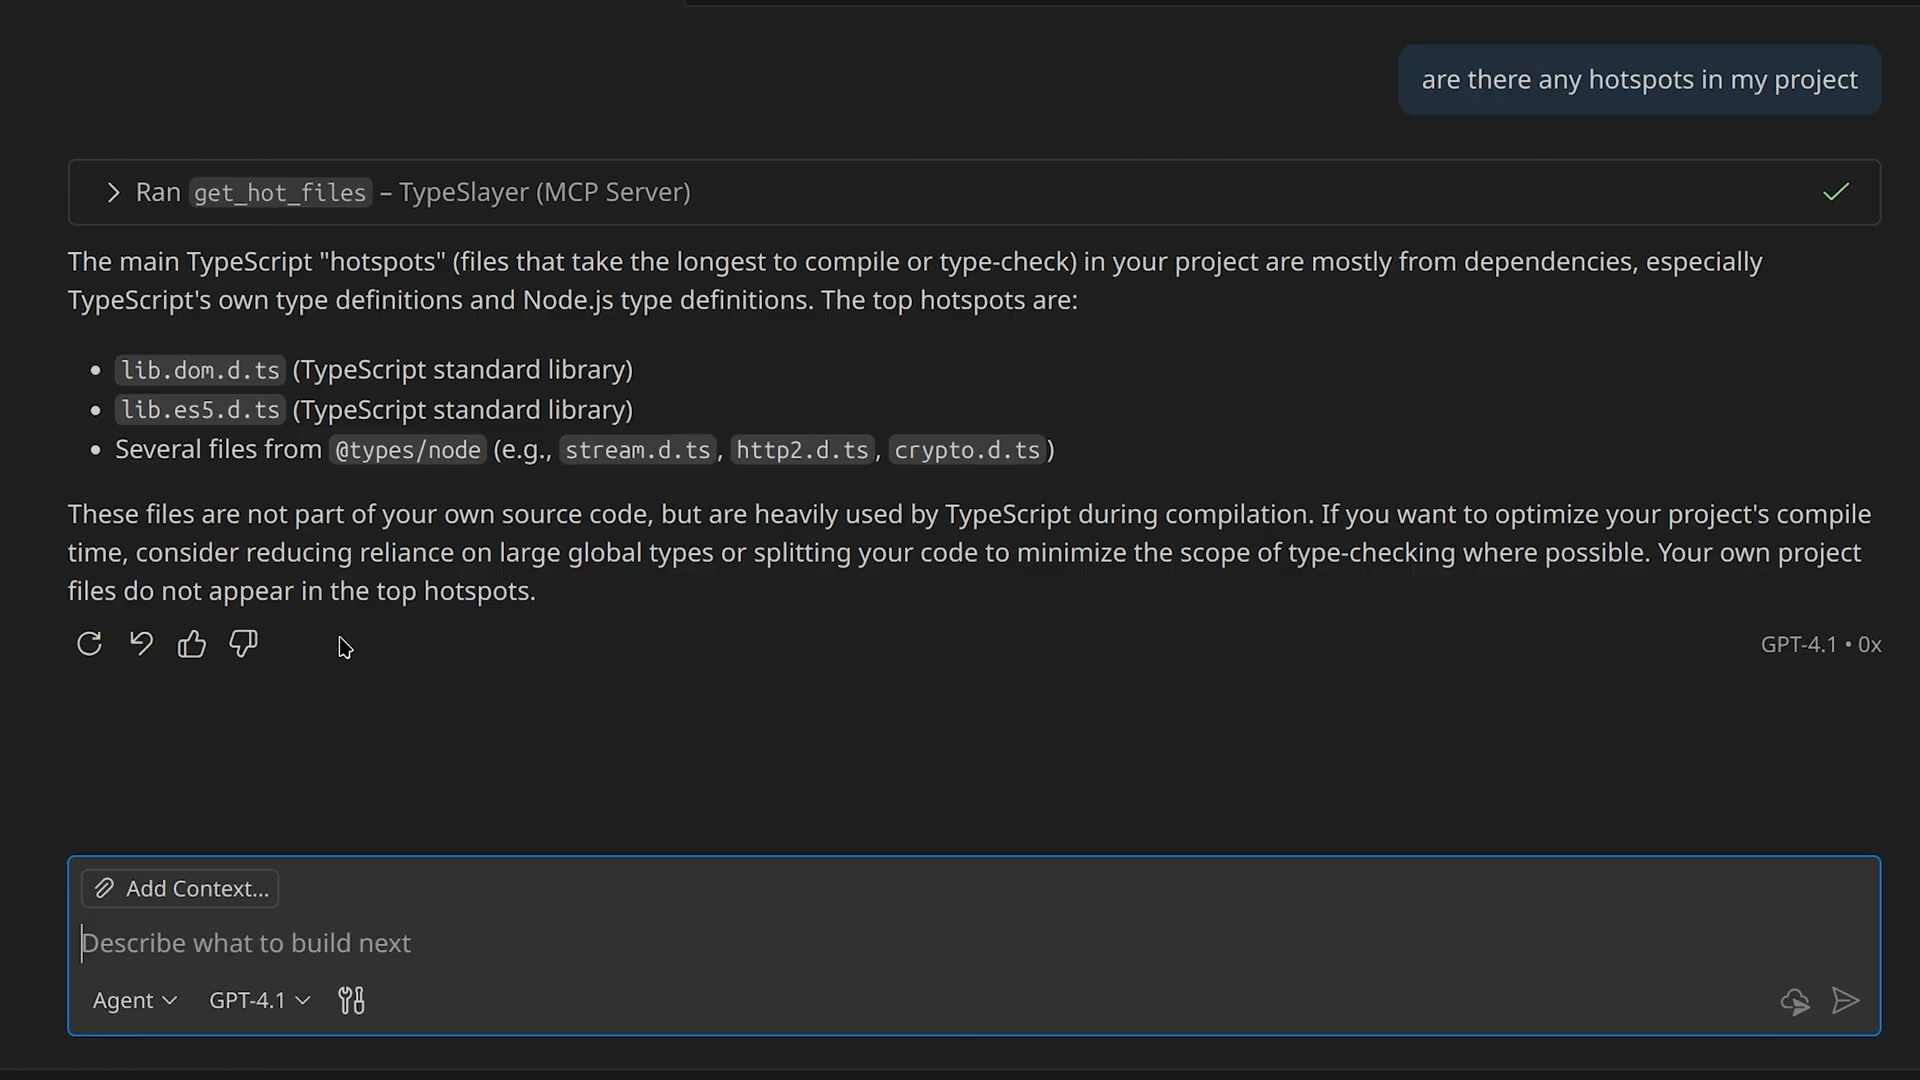 are there any hotspots in my project
Ran get_hot_files – TypeSlayer (MCP Server)
The main TypeScript "hotspots" (files that take the longest to compile or type-check) in your project are mostly from dependencies, especially
TypeScript's own type definitions and Node.js type definitions. The top hotspots are:
• lib.dom.d.ts (TypeScript standard library)
• lib.es5.d.ts (TypeScript standard library)
• Several files from @types/node (e.g., stream.d.ts, http2.d.ts, crypto.d.ts)
These files are not part of your own source code, but are heavily used by TypeScript during compilation. If you want to optimize your project's compile
time, consider reducing reliance on large global types or splitting your code to minimize the scope of type-checking where possible. Your own project
files do not appear in the top hotspots.
GPT-4.1 • 0x
Add Context...
Describe what to build next
Agent GPT-4.1